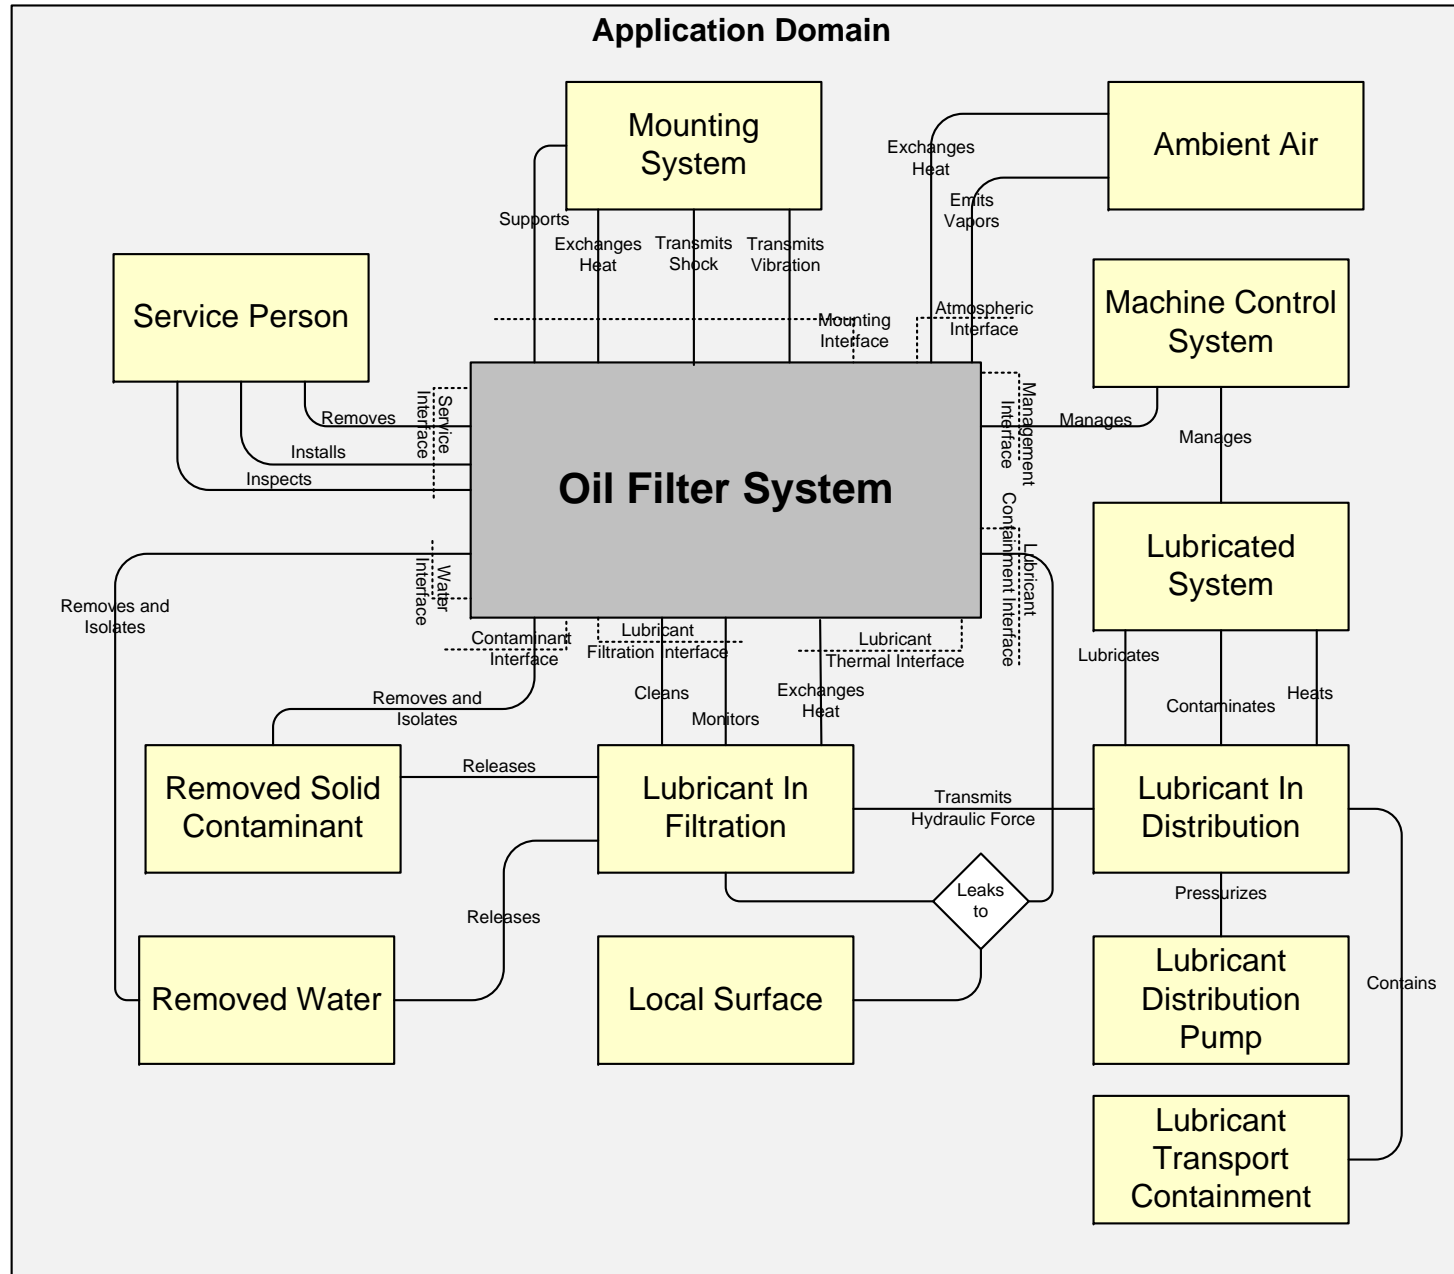 Application Domain
Mounting
System
Ambient Air
Exchanges
Heat
Emits
Vapors
Supports
Exchanges
Heat
Transmits
Shock
Transmits
Vibration
Service Person
Machine Control
System
Mounting
Interface
Atmospheric
Interface
Removes
Installs
Inspects
Service
Interface
Management
Interface
Manages
Manages
Oil Filter System
Water
Interface
Lubricant
Containment Interface
Lubricated
System
Removes and
Isolates
Contaminant
Interface
Lubricant
Filtration Interface
Lubricant
Thermal Interface
Lubricates
Contaminates
Heats
Removes and
Isolates
Cleans
Monitors
Exchanges
Heat
Removed Solid
Contaminant
Releases
Lubricant In
Filtration
Transmits
Hydraulic Force
Lubricant In
Distribution
Releases
Leaks
to
Pressurizes
Removed Water
Local Surface
Lubricant
Distribution
Pump
Contains
Lubricant
Transport
Containment